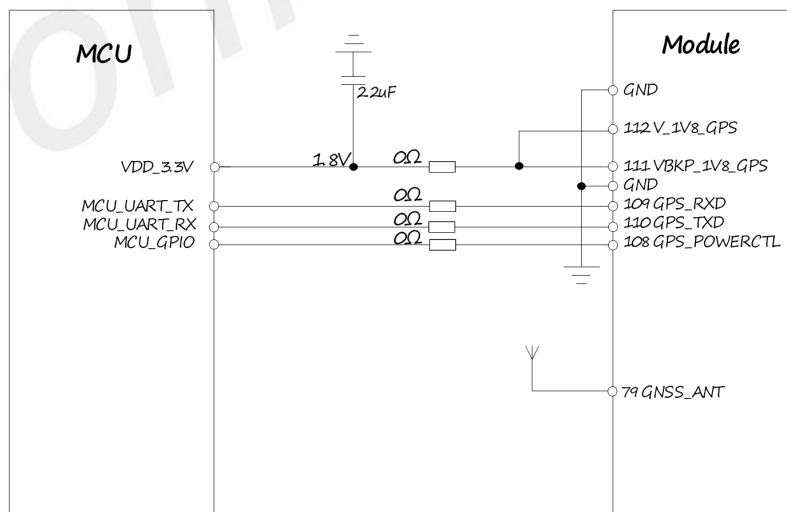 MCU
Module
22uF
GND
112 V_1V8_GPS
VDD_3.3V
1.8V
0Ω
111 VBKP_1V8_GPS
GND
MCU_UART_TX
0Ω
109 GPS_RXD
MCU_UART_RX
0Ω
110 GPS_TXD
MCU_GPIO
0Ω
108 GPS_POWERCTL
79 GNSS_ANT